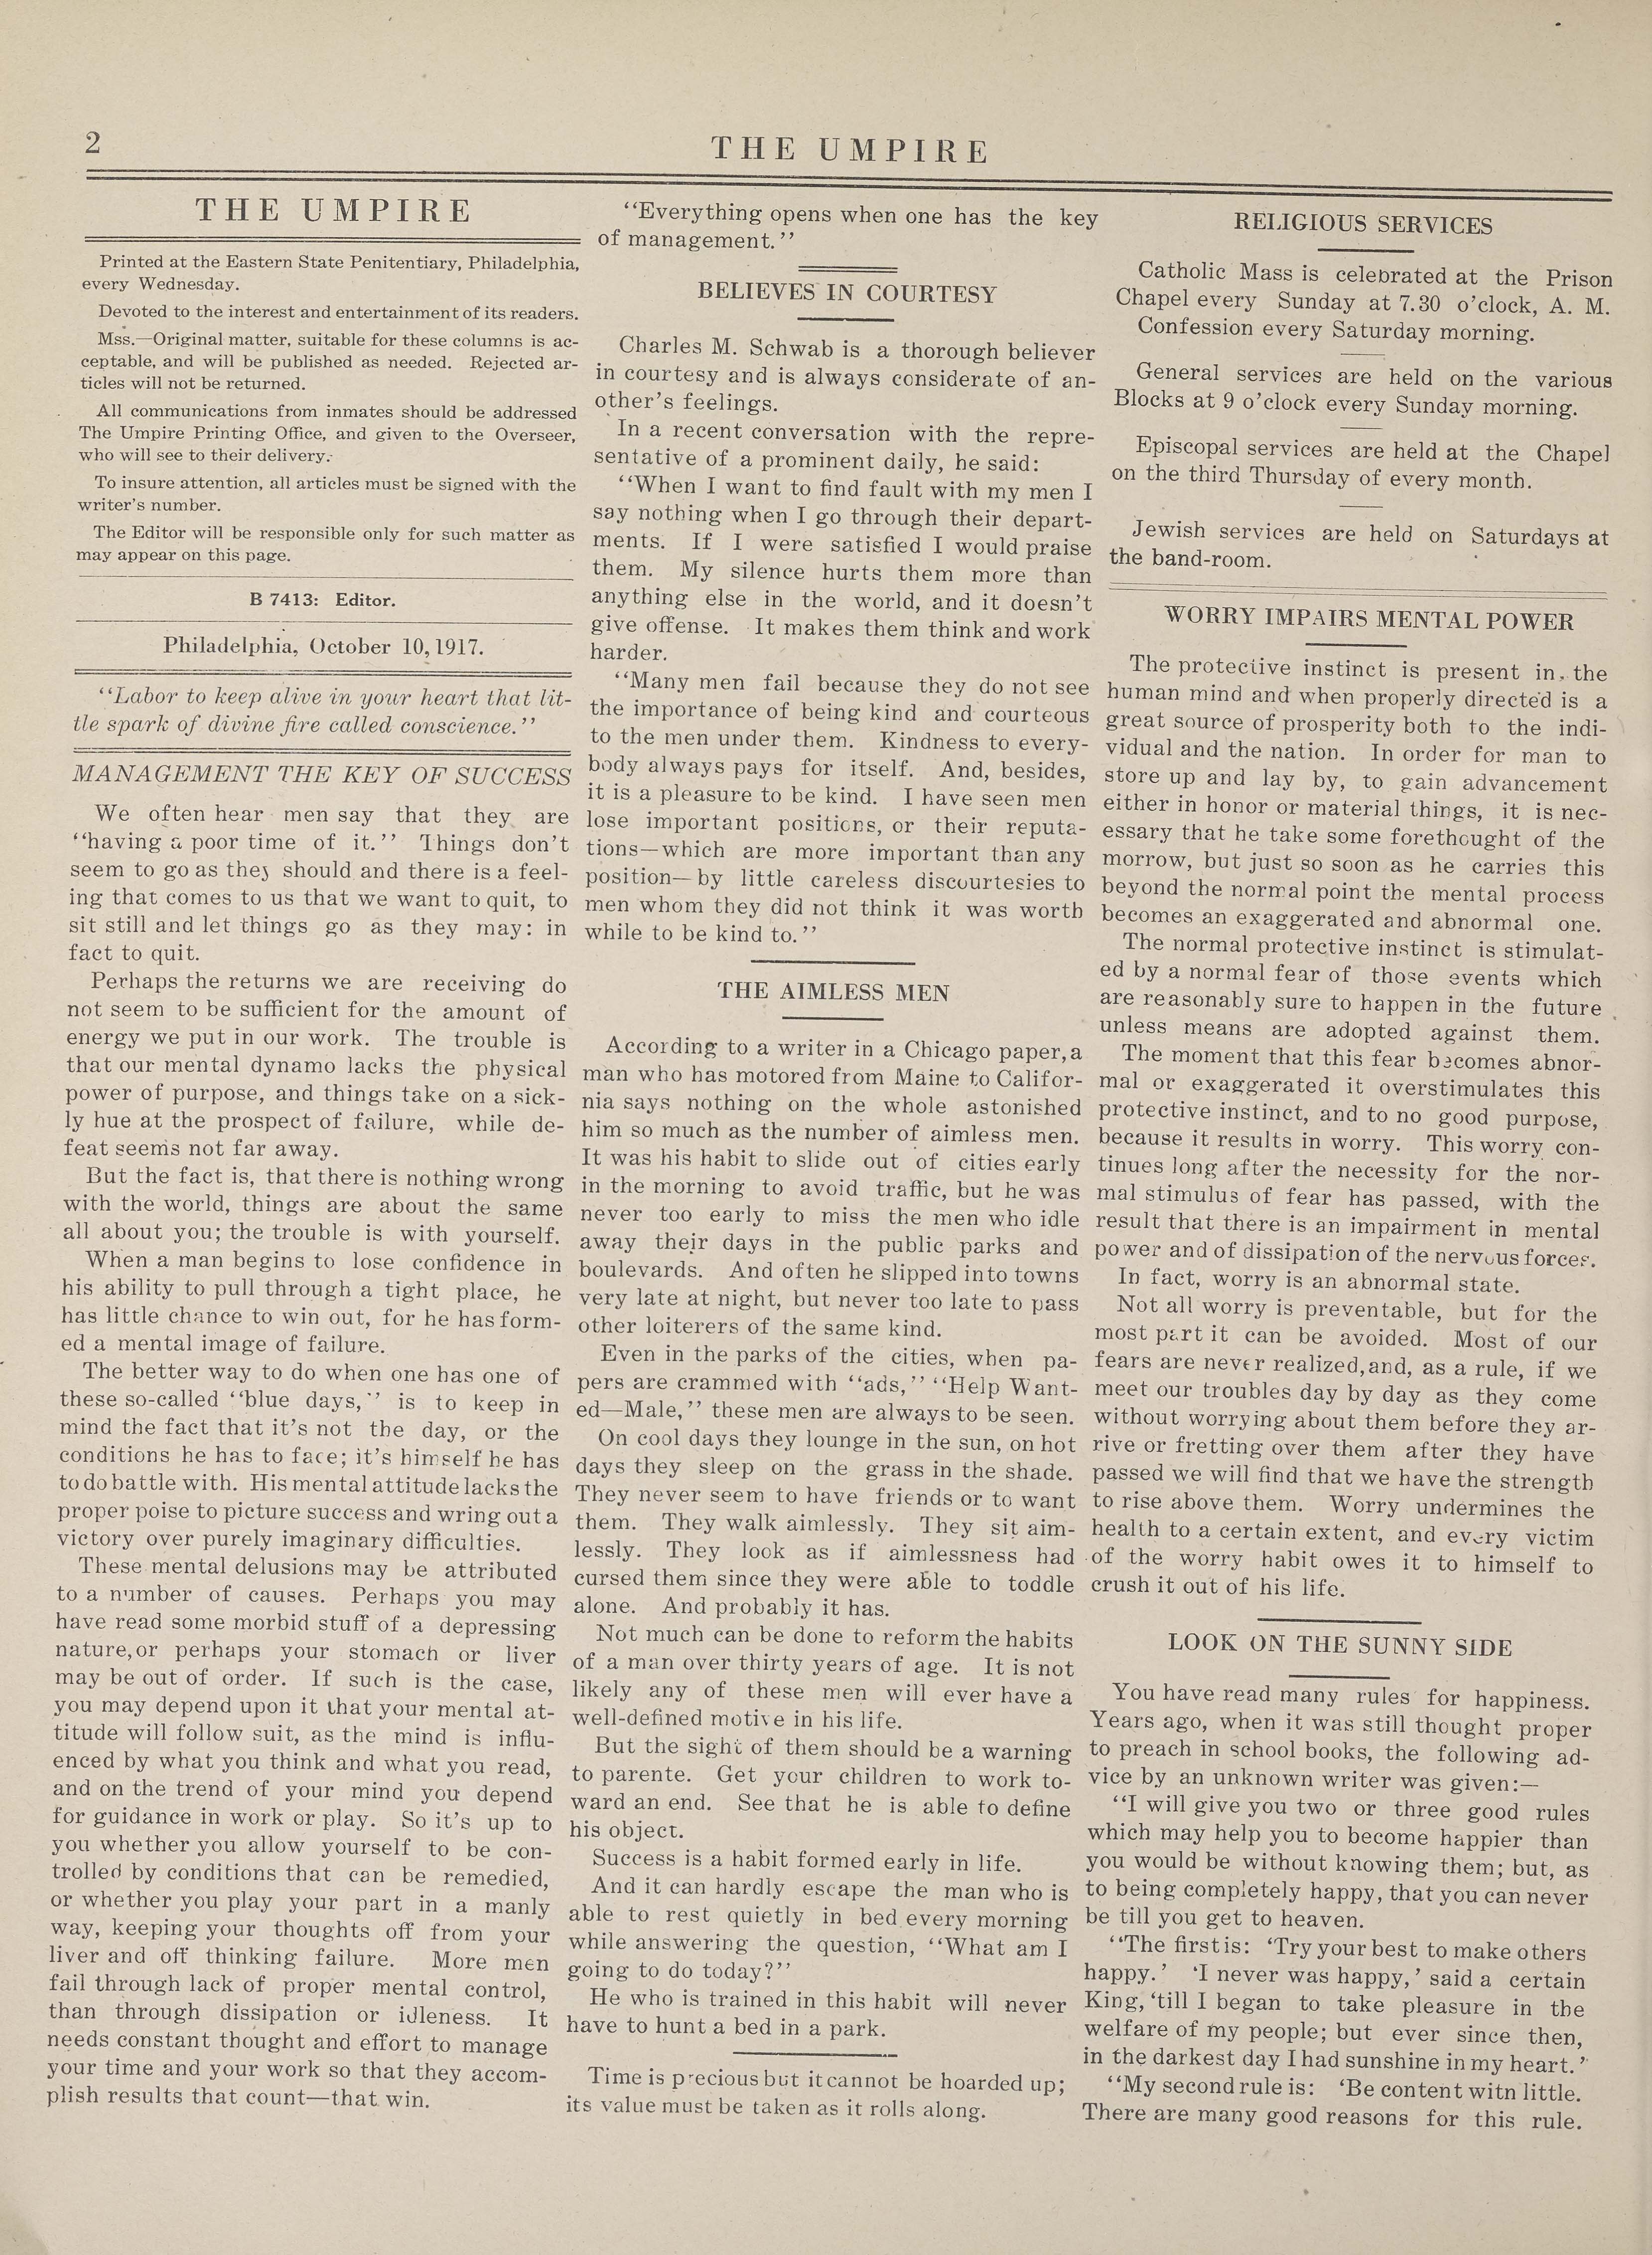 2
THE UMPIRE
THE UMPIRE
Printed at the Eastern State Penitentiary, Philadelphia,
every Wednesday.
Devoted to the interest and entertainment of its readers.
Mss.—Original matter, suitable for these columns is ac-
ceptable, and will be published as needed. Rejected ar-
ticles will not be returned.
All communications from inmates should be addressed
The Umpire Printing Office, and given to the Overseer,
who will see to their delivery.
To insure attention, all articles must be signed with the
writer's number.
The Editor will be responsible only for such matter as
may appear on this page.
B 7413: Editor.
Philadelphia, October 10, 1917.
"Labor to keep alive in your heart that lit-
tle spark of divine fire called conscience."
MANAGEMENT THE KEY OF SUCCESS
We often hear men say that they are
"having a poor time of it." Things don't
seem to go as they should and there is a feel-
ing that comes to us that we want to quit, to
sit still and let things go as they may: in
fact to quit.
Perhaps the returns we are receiving do
not seem to be sufficient for the amount of
energy we put in our work. The trouble is
that our mental dynamo lacks the physical
power of purpose, and things take on a sick-
ly hue at the prospect of failure, while de-
feat seems not far away.
But the fact is, that there is nothing wrong
with the world, things are about the same
all about you; the trouble is with yourself.
When a man begins to lose confidence in
his ability to pull through a tight place, he
has little chance to win out, for he has form-
ed a mental image of failure.
The better way to do when one has one of
these so-called "blue days," is to keep in
mind the fact that it's not the day, or the
conditions he has to face; it's himself he has
to do battle with. His mental attitude lacks the
proper poise to picture success and wring out a
victory over purely imaginary difficulties.
These mental delusions may be attributed
to a number of causes. Perhaps you may
have read some morbid stuff of a depressing
nature, or perhaps your stomach or liver
may be out of order. If such is the case,
you may depend upon it that your mental at-
titude will follow suit, as the mind is influ-
enced by what you think and what you read,
and on the trend of your mind you depend
for guidance in work or play. So it's up to
you whether you allow yourself to be con-
trolled by conditions that can be remedied,
or whether you play your part in a manly
way, keeping your thoughts off from your
liver and off thinking failure. More men
fail through lack of proper mental control,
than through dissipation or idleness. It
needs constant thought and effort to manage
your time and your work so that they accom-
plish results that count—that win.
"Everything opens when one has the key
of management."
BELIEVES IN COURTESY
Charles M. Schwab is a thorough believer
in courtesy and is always considerate of an-
other's feelings.
In a recent conversation with the repre-
sentative of a prominent daily, he said:
"When I want to find fault with my men I
say nothing when I go through their depart-
ments. If I were satisfied I would praise
them. My silence hurts them more than
anything else in the world, and it doesn't
give offense. It makes them think and work
harder.
"Many men fail because they do not see
the importance of being kind and courteous
to the men under them. Kindness to every-
body always pays for itself. And, besides,
it is a pleasure to be kind. I have seen men
lose important positions, or their reputa-
tions—which are more important than any
position—by little careless discourtesies to
men whom they did not think it was worth
while to be kind to."
THE AIMLESS MEN
According to a writer in a Chicago paper, a
man who has motored from Maine to Califor-
nia says nothing on the whole astonished
him so much as the number of aimless men.
It was his habit to slide out of cities early
in the morning to avoid traffic, but he was
never too early to miss the men who idle
away their days in the public parks and
boulevards. And often he slipped into towns
very late at night, but never too late to pass
other loiterers of the same kind.
Even in the parks of the cities, when pa-
pers are crammed with "ads," "Help Want-
ed—Male," these men are always to be seen.
On cool days they lounge in the sun, on hot
days they sleep on the grass in the shade.
They never seem to have friends or to want
them. They walk aimlessly. They sit aim-
lessly. They look as if aimlessness had
cursed them since they were able to toddle
alone. And probably it has.
Not much can be done to reform the habits
of a man over thirty years of age. It is not
likely any of these men will ever have a
well-defined motive in his life.
But the sight of them should be a warning
to parente. Get your children to work to-
ward an end. See that he is able to define
his object.
Success is a habit formed early in life.
And it can hardly escape the man who is
able to rest quietly in bed every morning
while answering the question, "What am I
going to do today?"
He who is trained in this habit will never
have to hunt a bed in a park.
Time is precious but it cannot be hoarded up;
its value must be taken as it rolls along.
RELIGIOUS SERVICES
Catholic Mass is celebrated at the Prison
Chapel every Sunday at 7.30 o'clock, A. M.
Confession every Saturday morning.
General services are held on the various
Blocks at 9 o'clock every Sunday morning.
Episcopal services are held at the Chapel
on the third Thursday of every month.
Jewish services are held on Saturdays at
the band-room.
WORRY IMPAIRS MENTAL POWER
The protective instinct is present in the
human mind and when properly directed is a
great source of prosperity both to the indi-
vidual and the nation. In order for man to
store up and lay by, to gain advancement
either in honor or material things, it is nec-
essary that he take some forethought of the
morrow, but just so soon as he carries this
beyond the normal point the mental process
becomes an exaggerated and abnormal one.
The normal protective instinct is stimulat-
ed by a normal fear of those events which
are reasonably sure to happen in the future
unless means are adopted against them.
The moment that this fear becomes abnor-
mal or exaggerated it overstimulates this
protective instinct, and to no good purpose,
because it results in worry. This worry con-
tinues long after the necessity for the nor-
mal stimulus of fear has passed, with the
result that there is an impairment in mental
power and of dissipation of the nervous forces.
In fact, worry is an abnormal state.
Not all worry is preventable, but for the
most part it can be avoided. Most of our
fears are never realized, and, as a rule, if we
meet our troubles day by day as they come
without worrying about them before they ar-
rive or fretting over them after they have
passed we will find that we have the strength
to rise above them. Worry undermines the
health to a certain extent, and every victim
of the worry habit owes it to himself to
crush it out of his life.
LOOK ON THE SUNNY SIDE
You have read many rules for happiness.
Years ago, when it was still thought proper
to preach in school books, the following ad-
vice by an unknown writer was given:—
"I will give you two or three good rules
which may help you to become happier than
you would be without knowing them; but, as
to being completely happy, that you can never
be till you get to heaven.
"The first is: 'Try your best to make others
happy.' 'I never was happy,' said a certain
King, 'till I began to take pleasure in the
welfare of my people; but ever since then,
in the darkest day I had sunshine in my heart.'
"My second rule is: 'Be content witn little.
There are many good reasons for this rule.